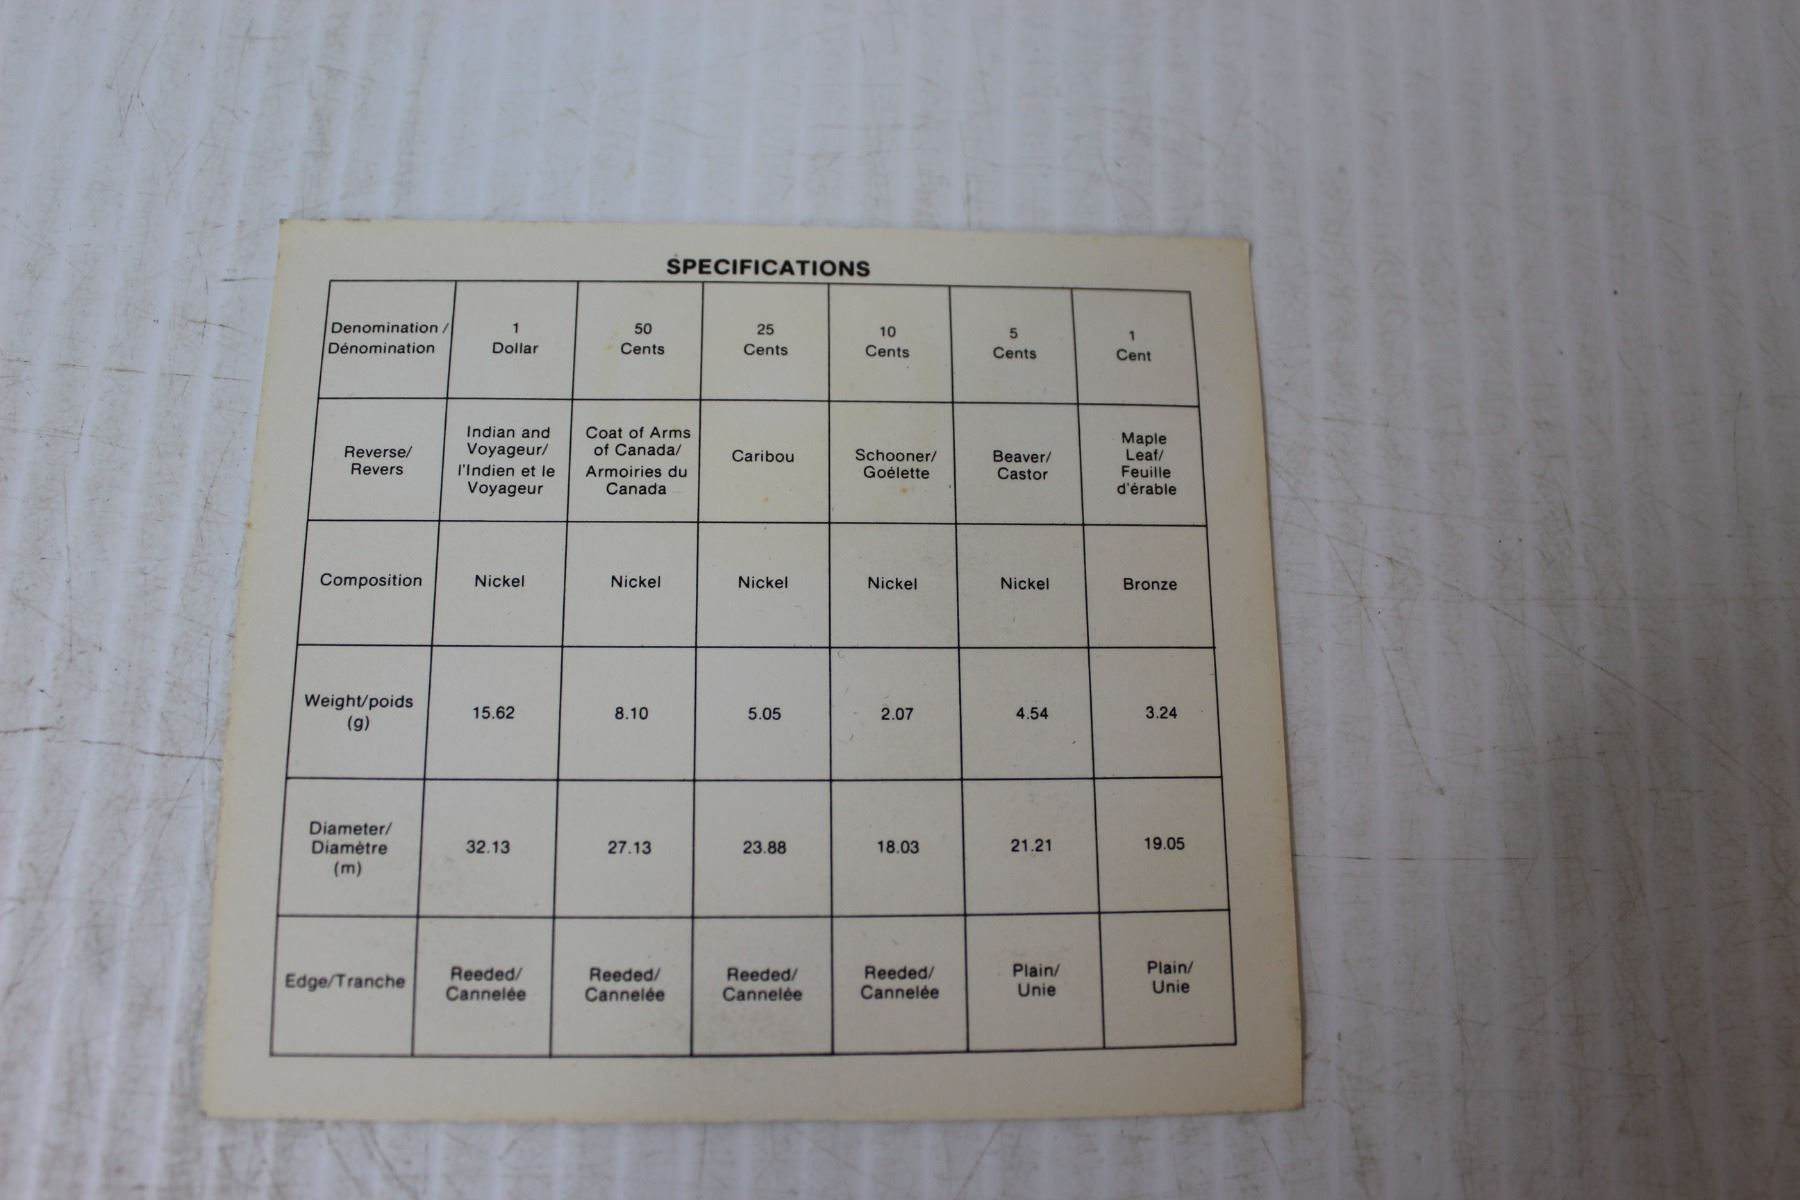 SPECIFICATIONS
Denomination / 1 50 25 10 5 1
Dénomination Dollar Cents Cents Cents Cents Cent
Reverse/
Revers
Indian and
Voyageur/
l'Indien et le
Voyageur
Coat of Arms
of Canada/
Armoiries du
Canada
Caribou
Schooner/
Goélette
Beaver/
Castor
Maple
Leaf/
Feuille
d'érable
Composition Nickel Nickel Nickel Nickel Nickel Bronze
Weight/poids
(g)
15.62 8.10 5.05 2.07 4.54 3.24
Diameter/
Diamètre
(m)
32.13 27.13 23.88 18.03 21.21 19.05
Edge/Tranche
Reeded/
Cannelée
Reeded/
Cannelée
Reeded/
Cannelée
Reeded/
Cannelée
Plain/
Unie
Plain/
Unie